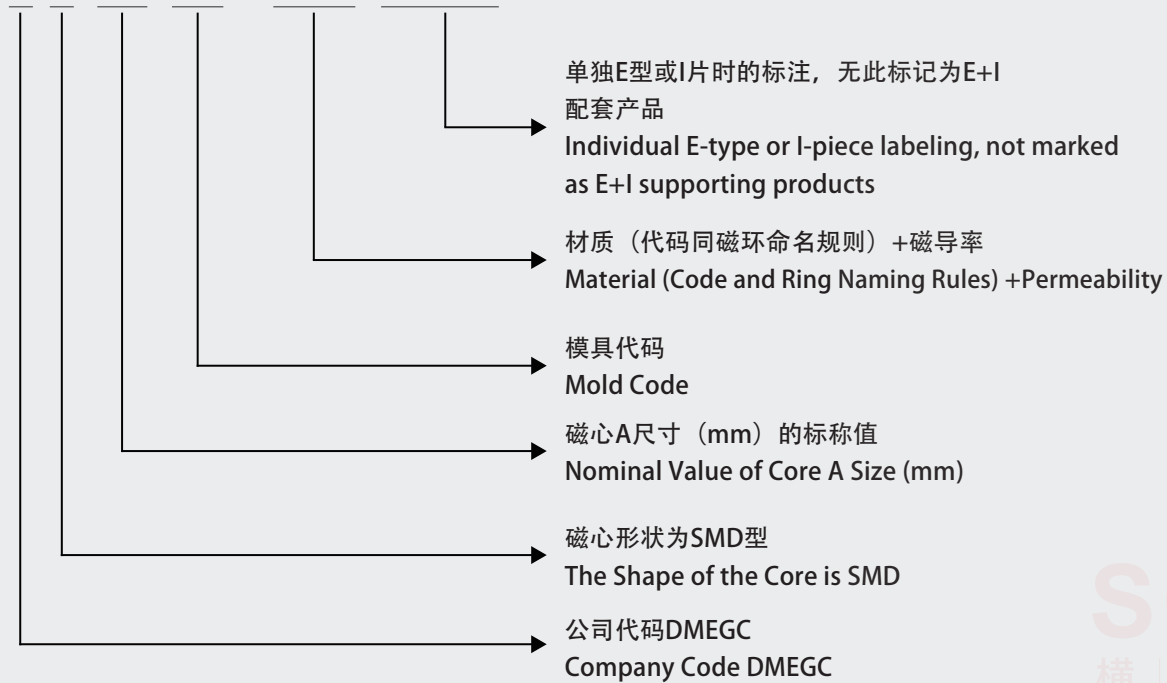 单独E型或I片时的标注，无此标记为E+I
配套产品
Individual E-type or I-piece labeling, not marked
as E+I supporting products
材质（代码同磁环命名规则）+磁导率
Material (Code and Ring Naming Rules) +Permeability
模具代码
Mold Code
磁心A尺寸（mm）的标称值
Nominal Value of Core A Size (mm)
磁心形状为SMD型
The Shape of the Core is SMD
公司代码DMEGC
Company Code DMEGC
S
横